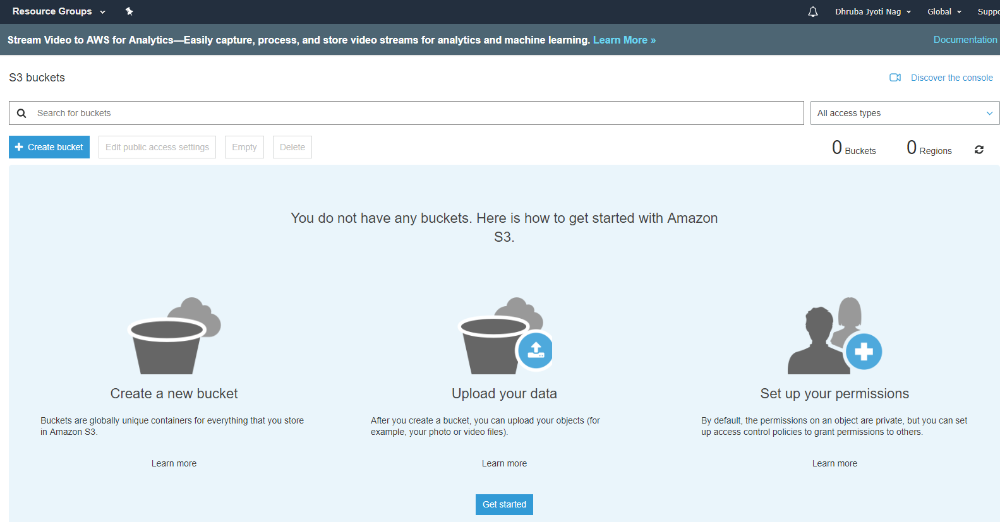 Resource Groups
Dhruba Jyoti Nag
Global
Stream Video to AWS for Analytics—Easily capture, process, and store video streams for analytics and machine learning. Learn More »
Documentation
S3 buckets
Discover the console
Search for buckets
All access types
Create bucket
Edit public access settings
Empty
Delete
0 Buckets
0 Regions
You do not have any buckets. Here is how to get started with Amazon
S3.
Create a new bucket
Buckets are globally unique containers for everything that you store
in Amazon S3.
Learn more
Upload your data
After you create a bucket, you can upload your objects (for
example, your photo or video files).
Learn more
Set up your permissions
By default, the permissions on an object are private, but you can set
up access control policies to grant permissions to others.
Learn more
Get started